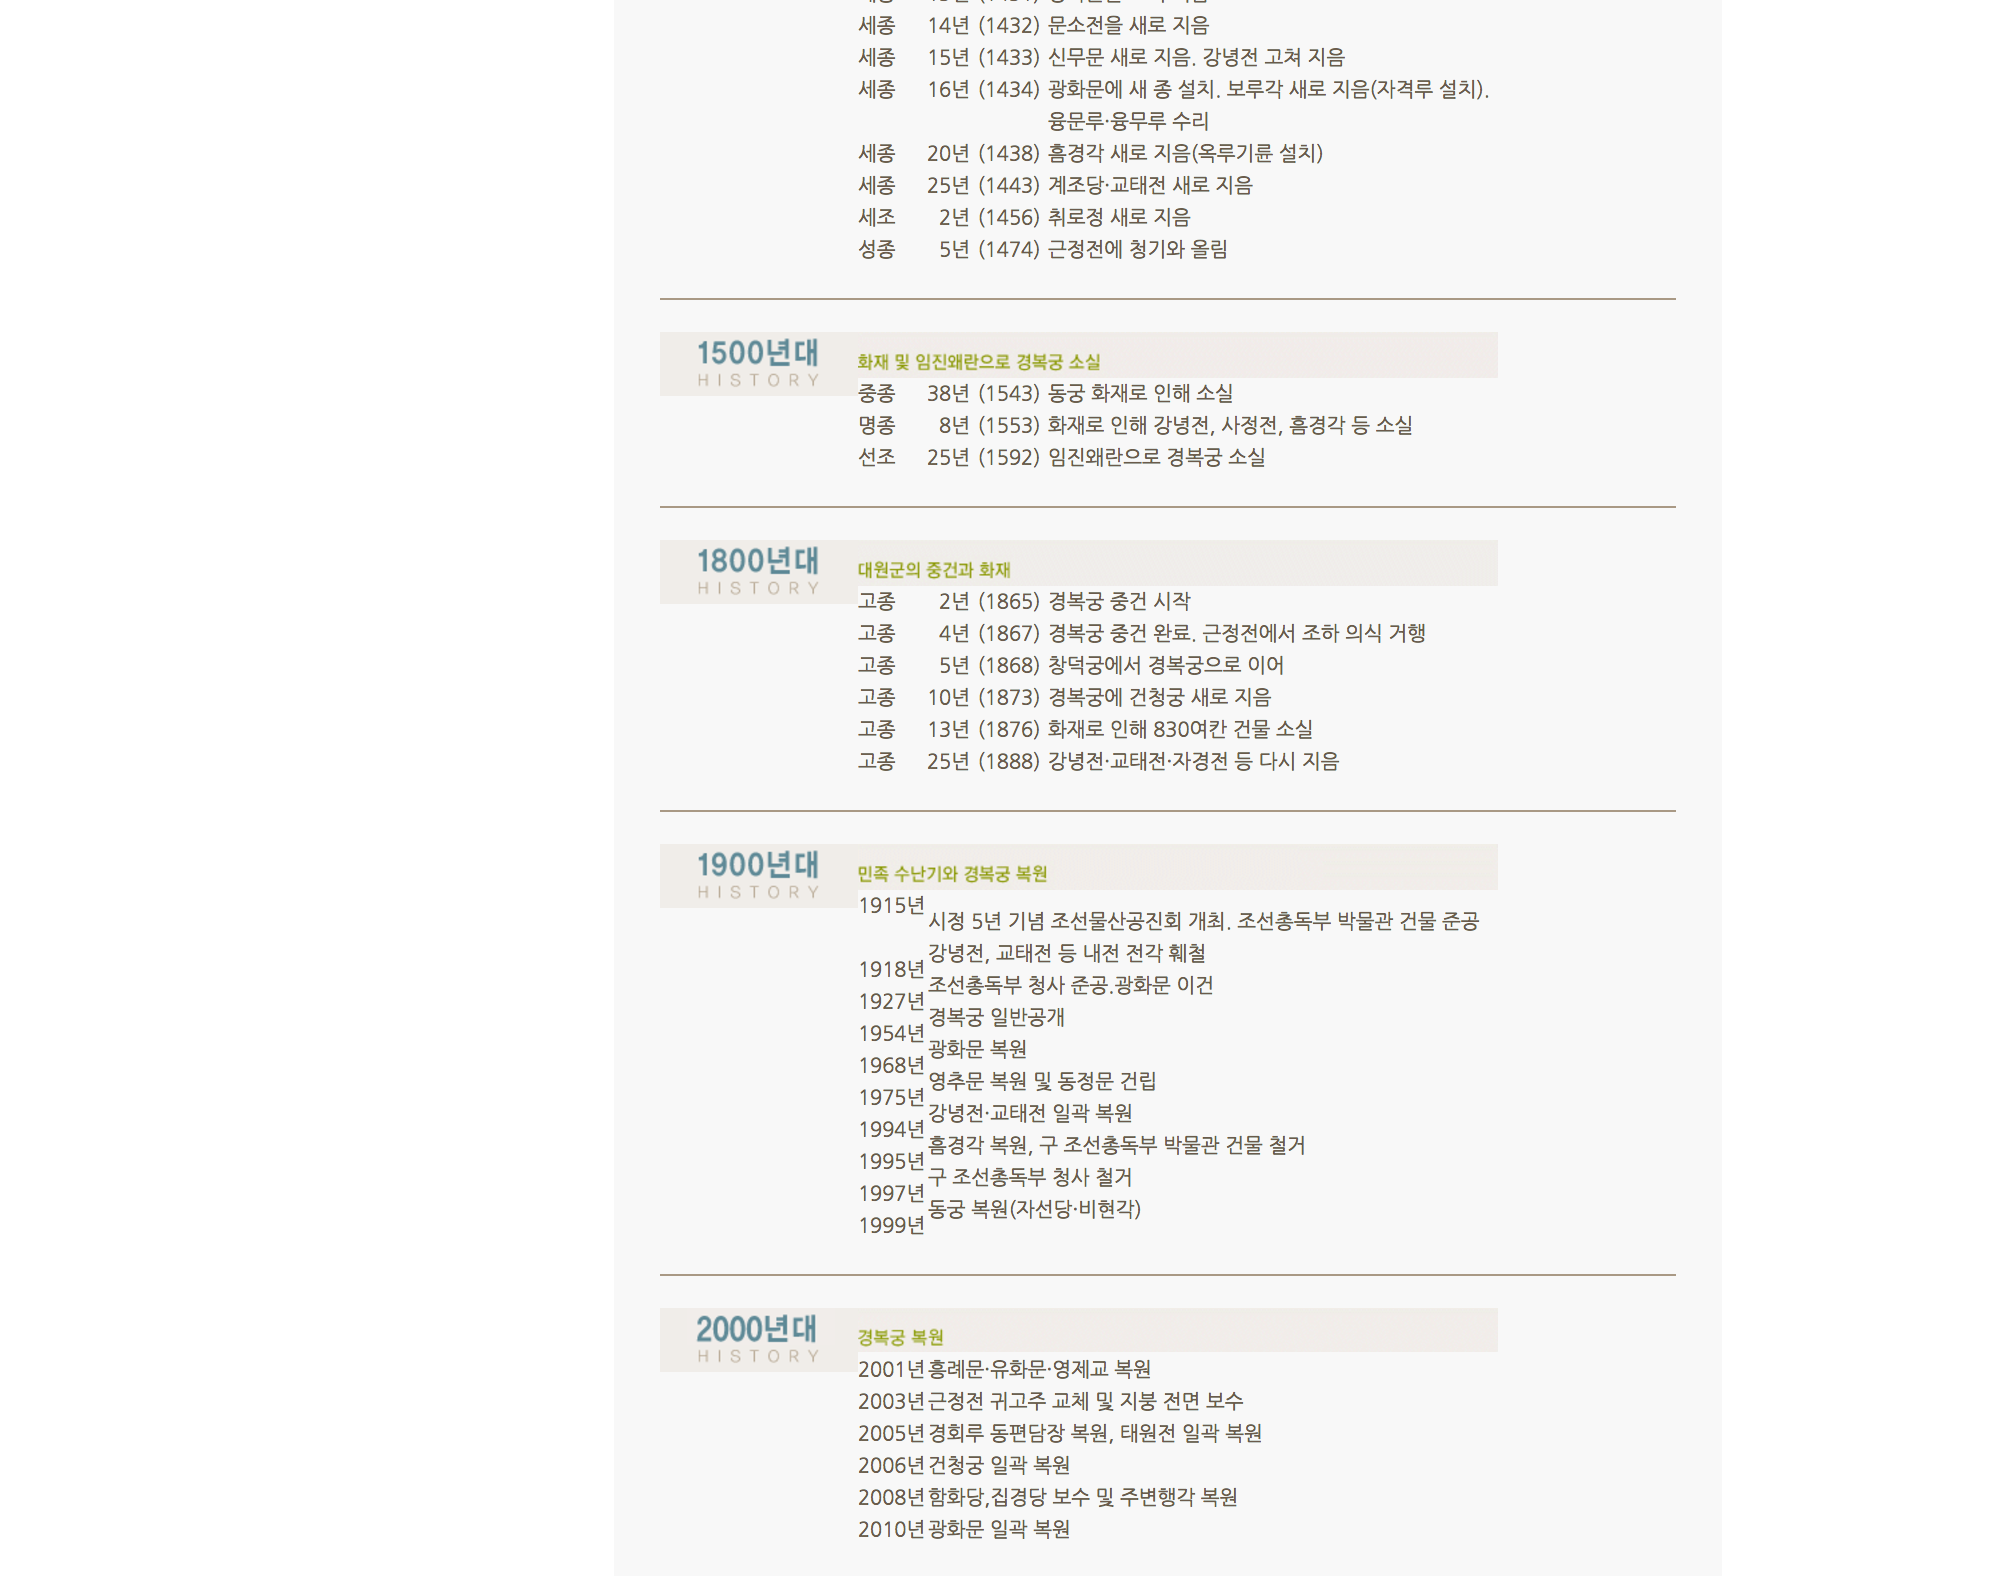 세종 14년 (1432) 문소전을 새로 지음
세종 15년 (1433) 신무문 새로 지음. 강녕전 고쳐 지음
세종 16년 (1434) 광화문에 새 종 설치. 보루각 새로 지음(자격루 설치).
융문루·융무루 수리
세종 20년 (1438) 흠경각 새로 지음(옥루기륜 설치)
세종 25년 (1443) 계조당·교태전 새로 지음
세조 2년 (1456) 취로정 새로 지음
성종 5년 (1474) 근정전에 청기와 올림
1500년대
HISTORY
화재 및 임진왜란으로 경복궁 소실
중종 38년 (1543) 동궁 화재로 인해 소실
명종 8년 (1553) 화재로 인해 강녕전, 사정전, 흠경각 등 소실
선조 25년 (1592) 임진왜란으로 경복궁 소실
1800년대
HISTORY
대원군의 중건과 화재
고종 2년 (1865) 경복궁 중건 시작
고종 4년 (1867) 경복궁 중건 완료. 근정전에서 조하 의식 거행
고종 5년 (1868) 창덕궁에서 경복궁으로 이어
고종 10년 (1873) 경복궁에 건청궁 새로 지음
고종 13년 (1876) 화재로 인해 830여칸 건물 소실
고종 25년 (1888) 강녕전·교태전·자경전 등 다시 지음
1900년대
HISTORY
민족 수난기와 경복궁 복원
1915년
시정 5년 기념 조선물산공진회 개최. 조선총독부 박물관 건물 준공
강녕전, 교태전 등 내전 전각 훼철
1918년
조선총독부 청사 준공.광화문 이건
1927년
경복궁 일반공개
1954년
광화문 복원
1968년
영추문 복원 및 동정문 건립
1975년
강녕전·교태전 일곽 복원
1994년
흠경각 복원, 구 조선총독부 박물관 건물 철거
1995년
구 조선총독부 청사 철거
1997년
동궁 복원(자선당·비현각)
1999년
2000년대
HISTORY
경복궁 복원
2001년 흥례문·유화문·영제교 복원
2003년 근정전 귀고주 교체 및 지붕 전면 보수
2005년 경회루 동편담장 복원, 태원전 일곽 복원
2006년 건청궁 일곽 복원
2008년 함화당,집경당 보수 및 주변행각 복원
2010년 광화문 일곽 복원